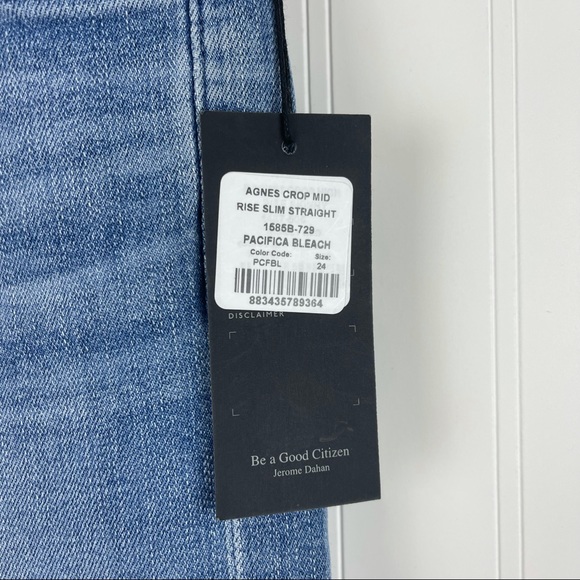 AGNES CROP MID
RISE SLIM STRAIGHT
1585B-729
PACIFICA BLEACH
Color Code: Size:
PCFBL 24
883435789364
DISCLAIMER
Be a Good Citizen
Jerome Dahan